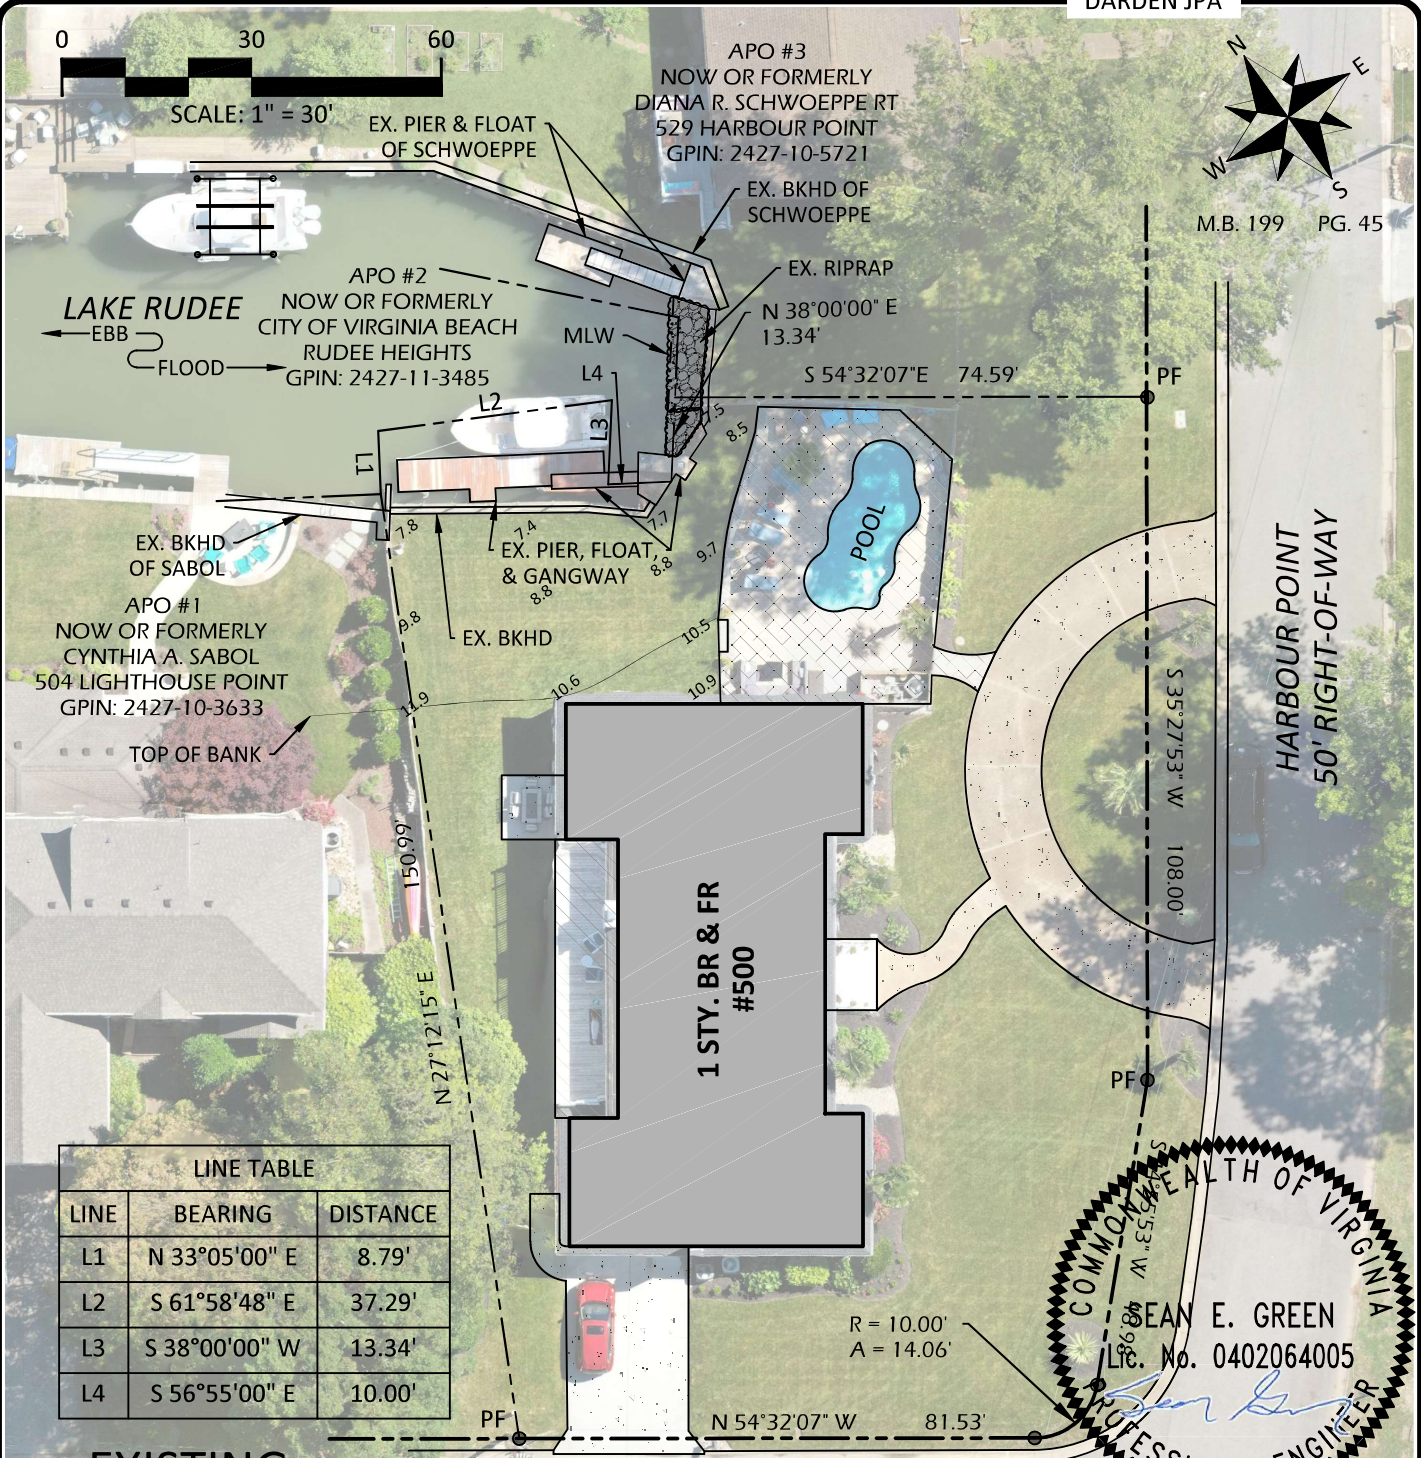 DARDEN JPA
0 30 60
SCALE: 1" = 30'
N
E
S
W
M.B. 199 PG. 45
APO #3
NOW OR FORMERLY
DIANA R. SCHWOEPPE RT
529 HARBOUR POINT
GPIN: 2427-10-5721
EX. PIER & FLOAT
OF SCHWOEPPE
EX. BKHD OF
SCHWOEPPE
EX. RIPRAP
N 38°00'00" E
13.34'
APO #2
NOW OR FORMERLY
CITY OF VIRGINIA BEACH
RUDEE HEIGHTS
GPIN: 2427-11-3485
LAKE RUDEE
EBB
FLOOD
MLW
L4
S 54°32'07"E 74.59'
PF
L2
L3
L1
.5
8.5
7.8
7.4
7.7
8.8
9.7
8.8
9.8
10.5
10.6
10.9
11.9
EX. BKHD
OF SABOL
EX. PIER, FLOAT,
& GANGWAY
EX. BKHD
POOL
APO #1
NOW OR FORMERLY
CYNTHIA A. SABOL
504 LIGHTHOUSE POINT
GPIN: 2427-10-3633
TOP OF BANK
HARBOUR POINT
50' RIGHT-OF-WAY
S 35°27'53" W 108.00'
150.99'
N 27°12'15" E
1 STY. BR & FR
#500
PF
LINE TABLE
LINE BEARING DISTANCE
L1 N 33°05'00" E 8.79'
L2 S 61°58'48" E 37.29'
L3 S 38°00'00" W 13.34'
L4 S 56°55'00" E 10.00'
R = 10.00'
A = 14.06'
COMMONWEALTH OF VIRGINIA
SEAN E. GREEN
Lic. No. 0402064005
PROFESSIONAL ENGINEER
PF
N 54°32'07" W 81.53'
EXISTING